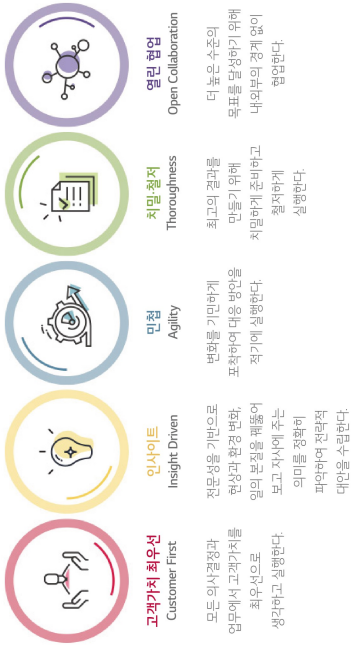 고객가치 최우선
Customer First
모든 의사결정과
업무에서 고객가치를
최우선으로
생각하고 실행한다.
인사이트
Insight Driven
전문성을 기반으로
현상과 환경 변화,
일의 본질을 꿰뚫어
보고 자사에 주는
의미를 정확히
파악하여 전략적
대안을 수립한다.
민첩
Agility
변화를 기민하게
포착하여 대응 방안을
적기에 실행한다.
치밀·철저
Thoroughness
최고의 결과를
만들기 위해
치밀하게 준비하고
철저하게
실행한다.
열린 협업
Open Collaboration
더 높은 수준의
목표를 달성하기 위해
내·외부의 경계 없이
협업한다.